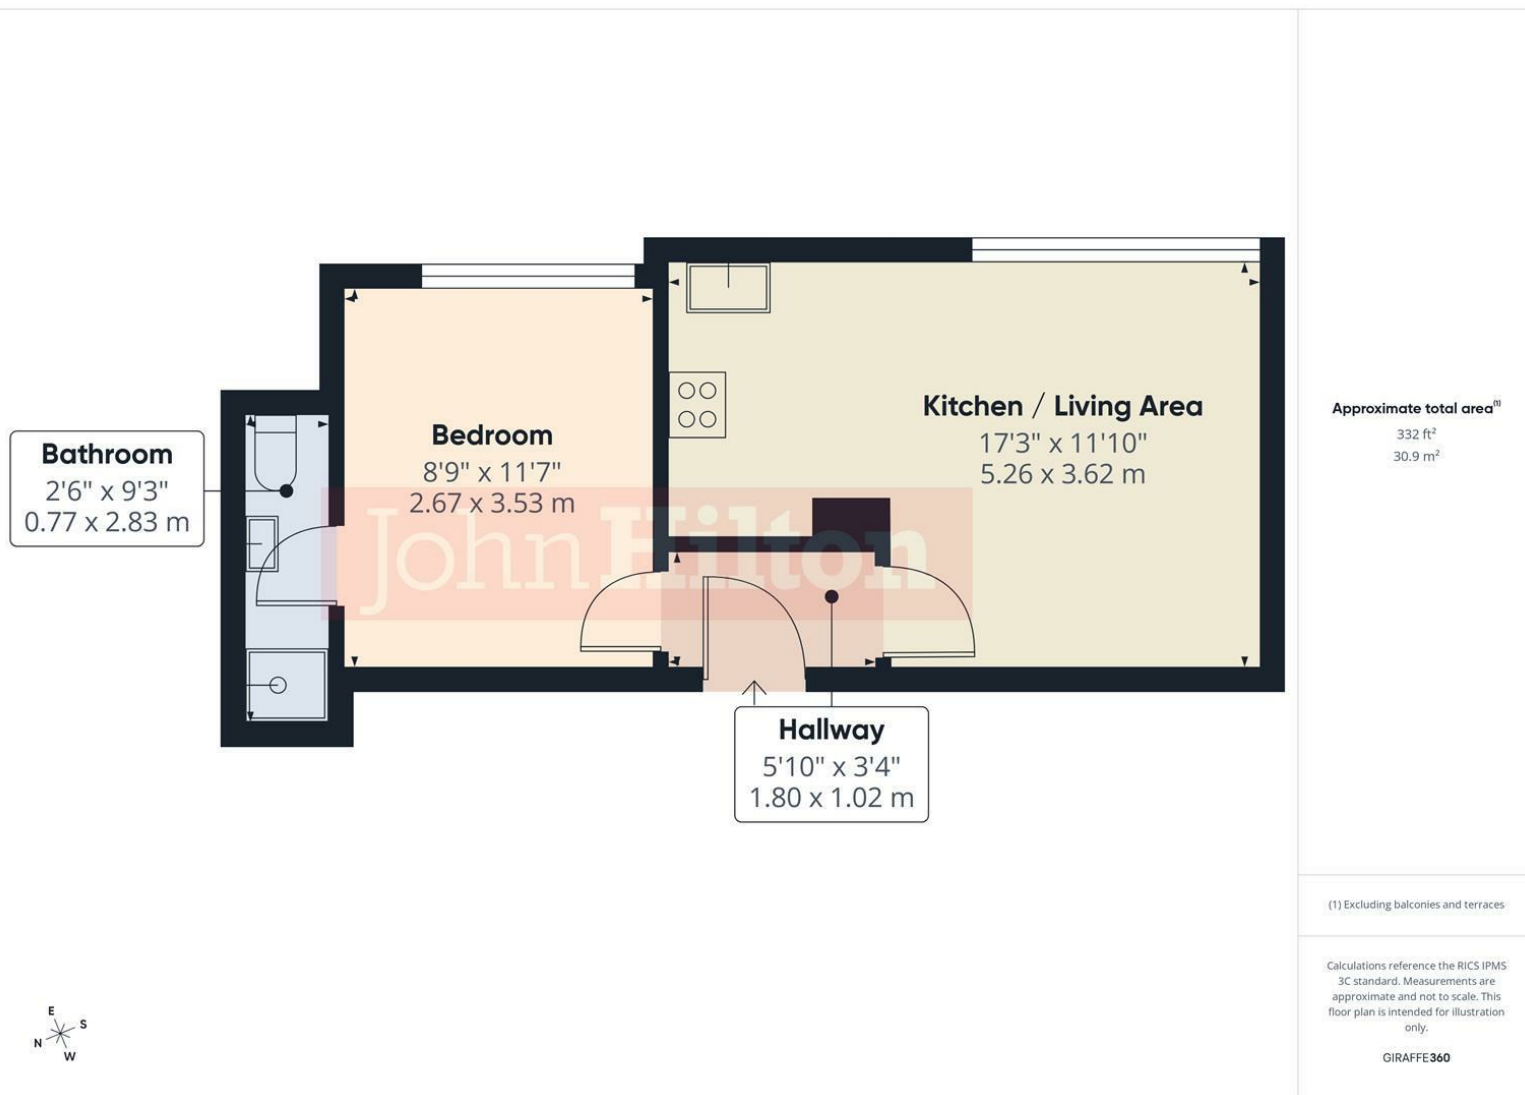 Bathroom
2'6" x 9'3"
0.77 x 2.83 m
Bedroom
8'9" x 11'7"
2.67 x 3.53 m
Kitchen / Living Area
17'3" x 11'10"
5.26 x 3.62 m
John Hilton
Hallway
5'10" x 3'4"
1.80 x 1.02 m
E
S
N
W
Approximate total area(1)
332 ft²
30.9 m²
(1) Excluding balconies and terraces
Calculations reference the RICS IPMS
3C standard. Measurements are
approximate and not to scale. This
floor plan is intended for illustration
only.
GIRAFFE360